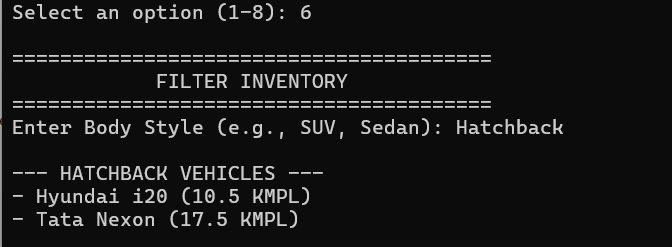 Select an option (1-8): 6
========================================
FILTER INVENTORY
========================================
Enter Body Style (e.g., SUV, Sedan): Hatchback
--- HATCHBACK VEHICLES ---
- Hyundai i20 (10.5 KMPL)
- Tata Nexon (17.5 KMPL)